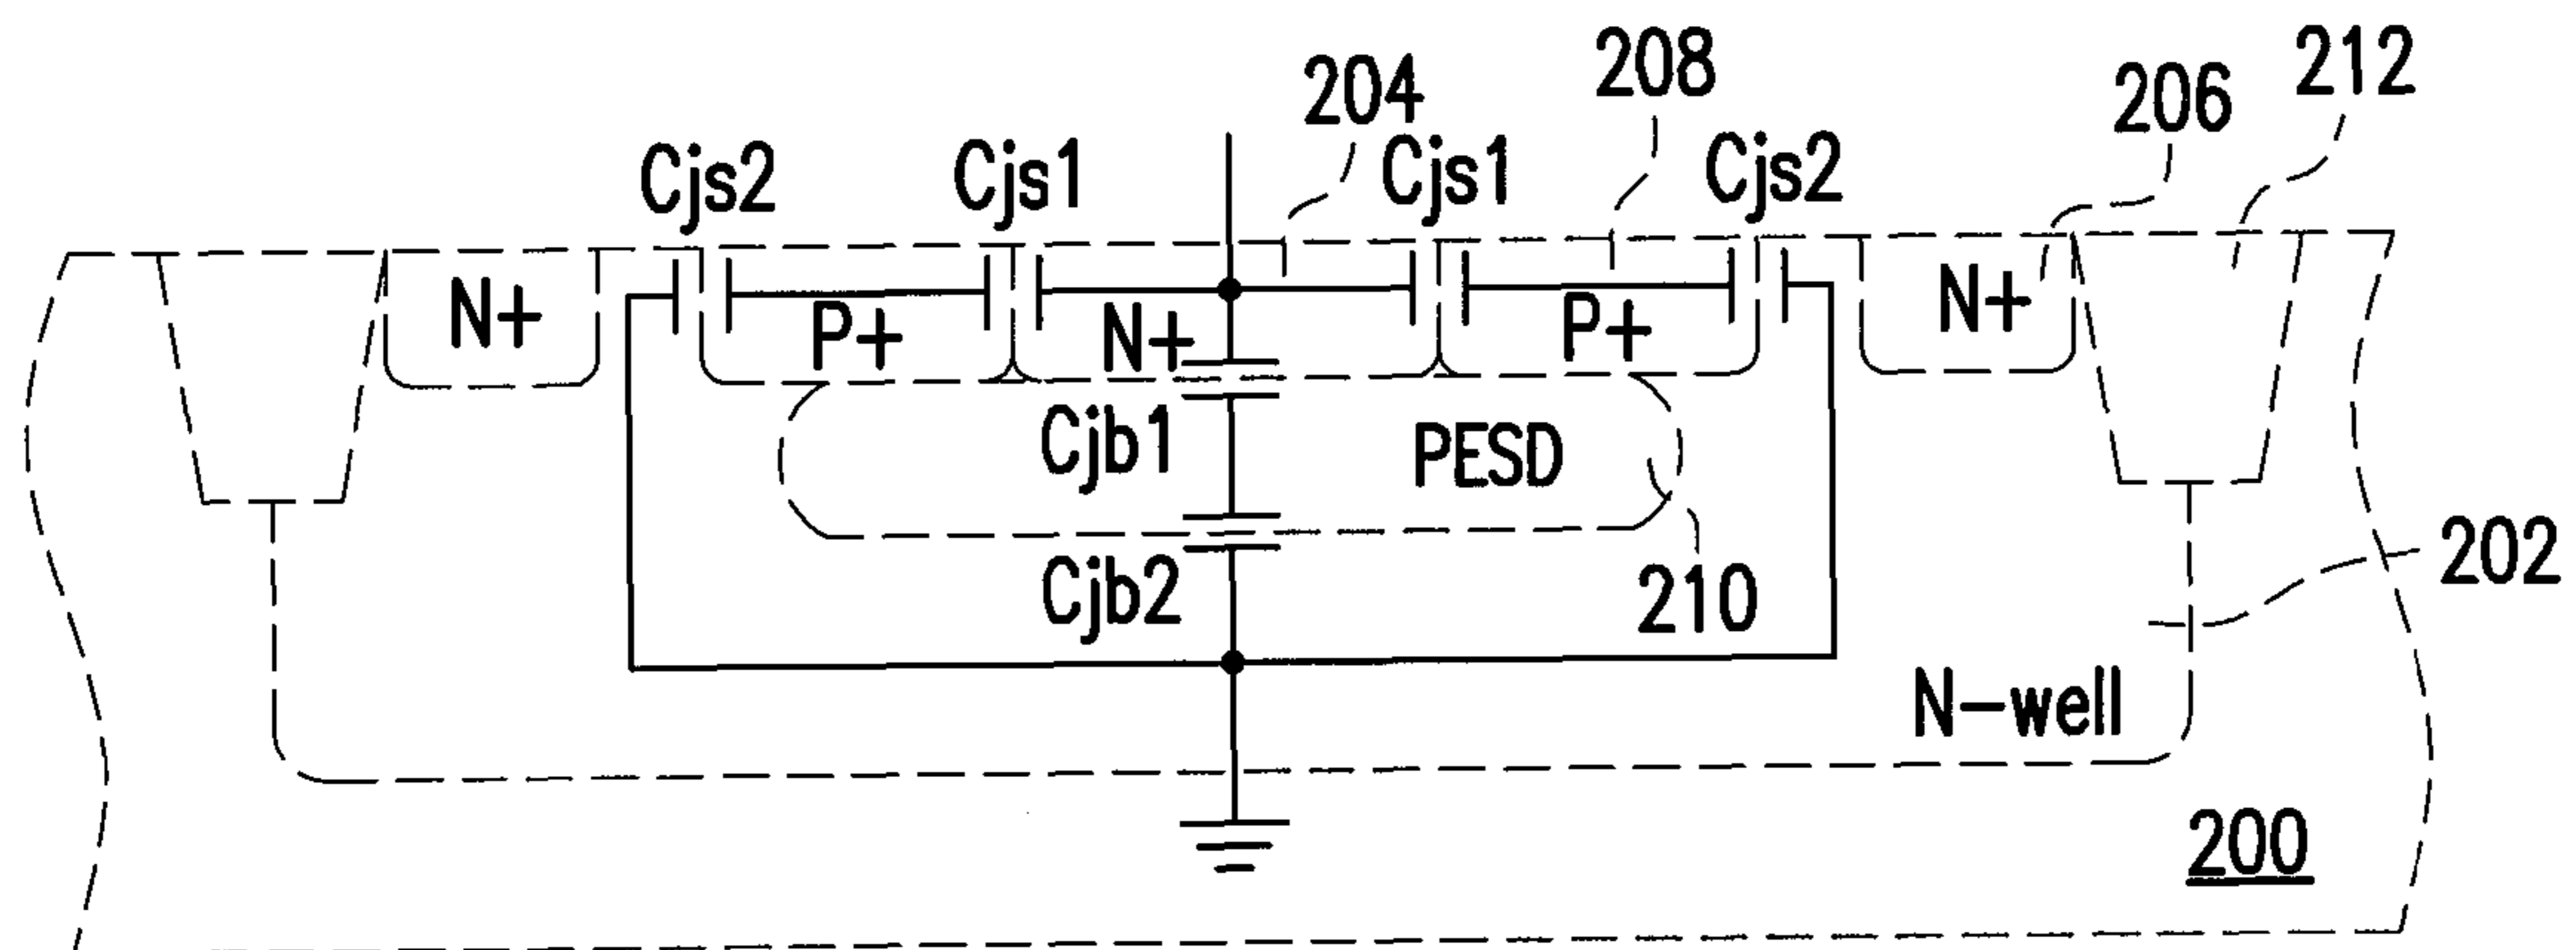 204
208
206
212
Cjs2
Cjs1
Cjs1
Cjs2
N+
P+
N+
P+
N+
Cjb1
PESD
Cjb2
210
202
N-well
200